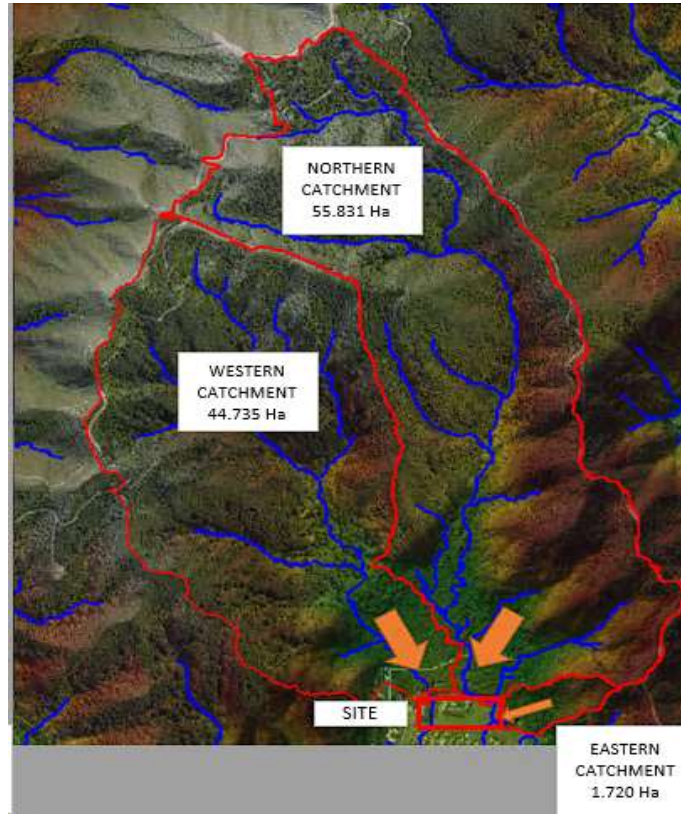 NORTHERN
CATCHMENT
55.831 Ha
WESTERN
CATCHMENT
44.735 Ha
SITE
EASTERN
CATCHMENT
1.720 Ha